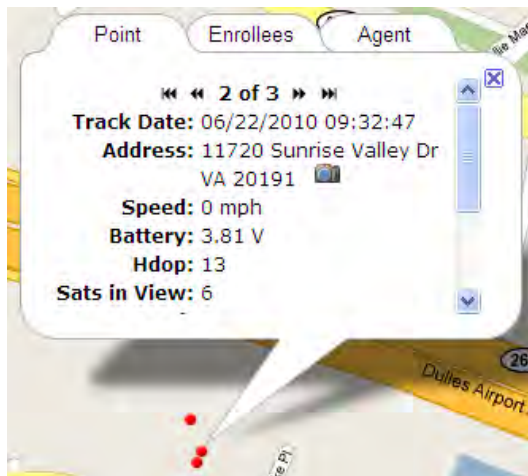 Point Enrollees Agent
2 of 3
Track Date: 06/22/2010 09:32:47
Address: 11720 Sunrise Valley Dr
VA 20191
Speed: 0 mph
Battery: 3.81 V
Hdop: 13
Sats in View: 6
26
Dulles Airport
Pl